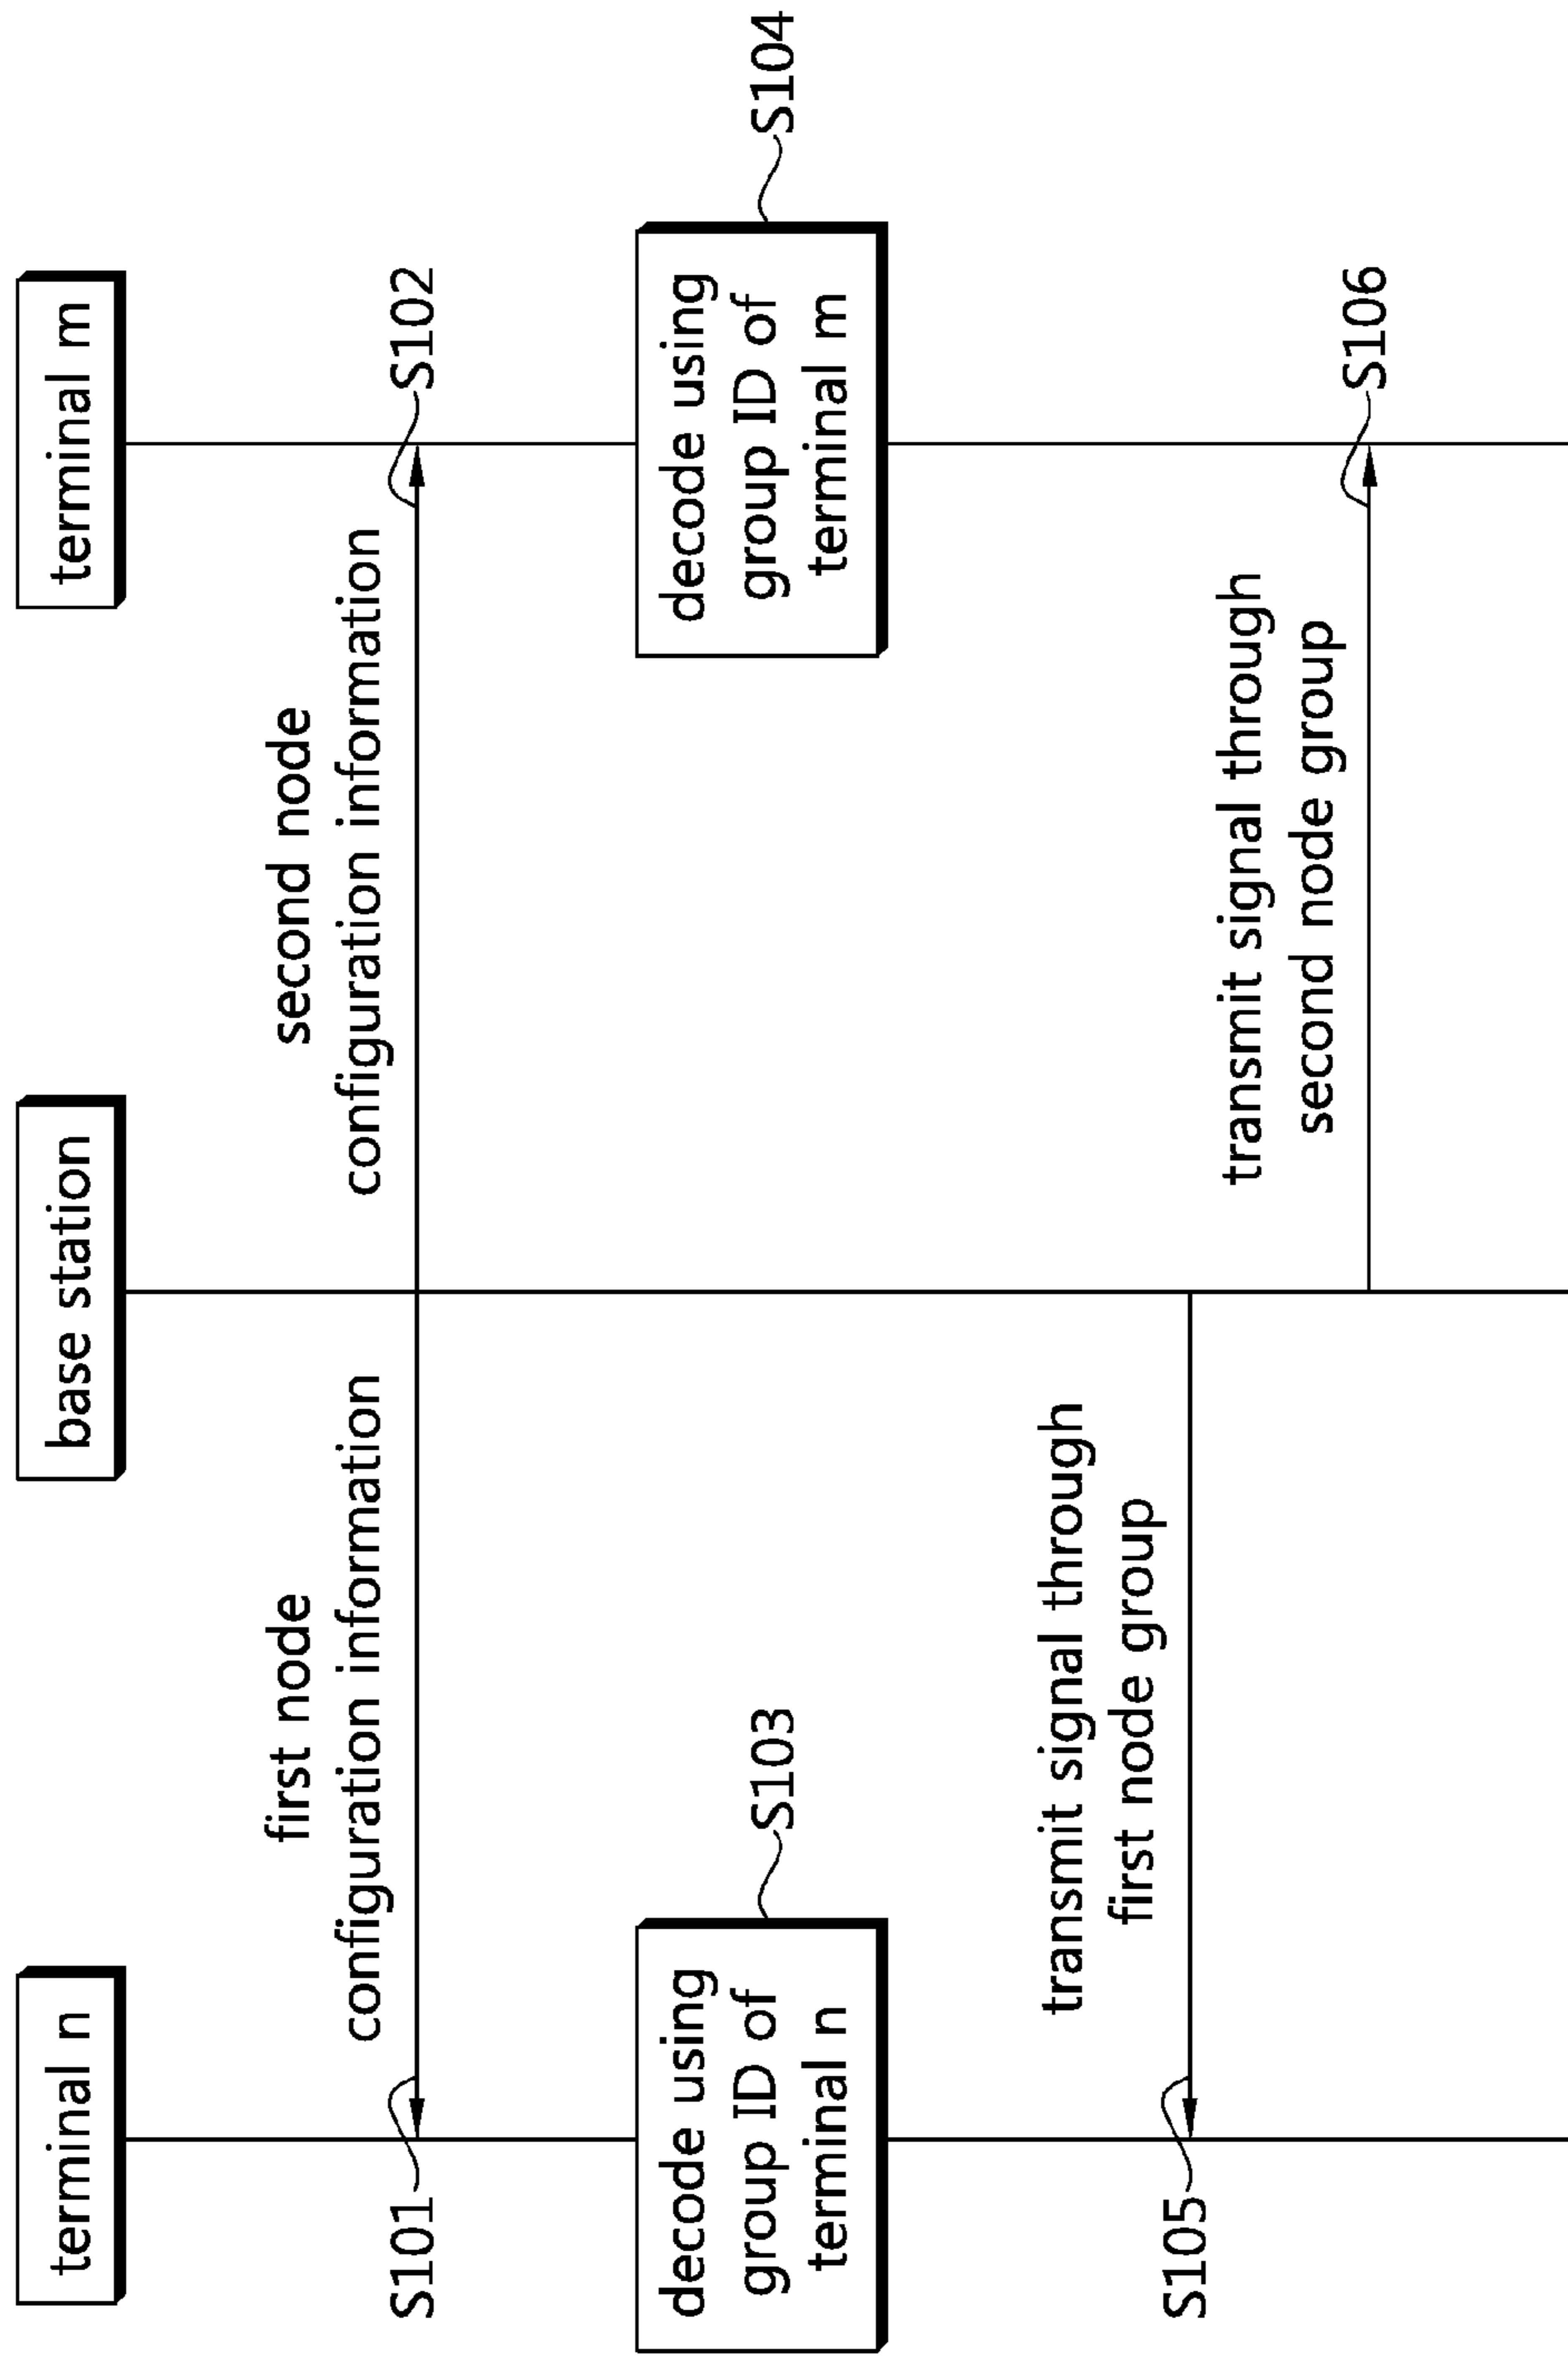 terminal n
base station
terminal m
first node
configuration information
second node
configuration information
S101
S102
decode using
group ID of
terminal n
S103
decode using
group ID of
terminal m
S104
transmit signal through
first node group
S105
transmit signal through
second node group
S106